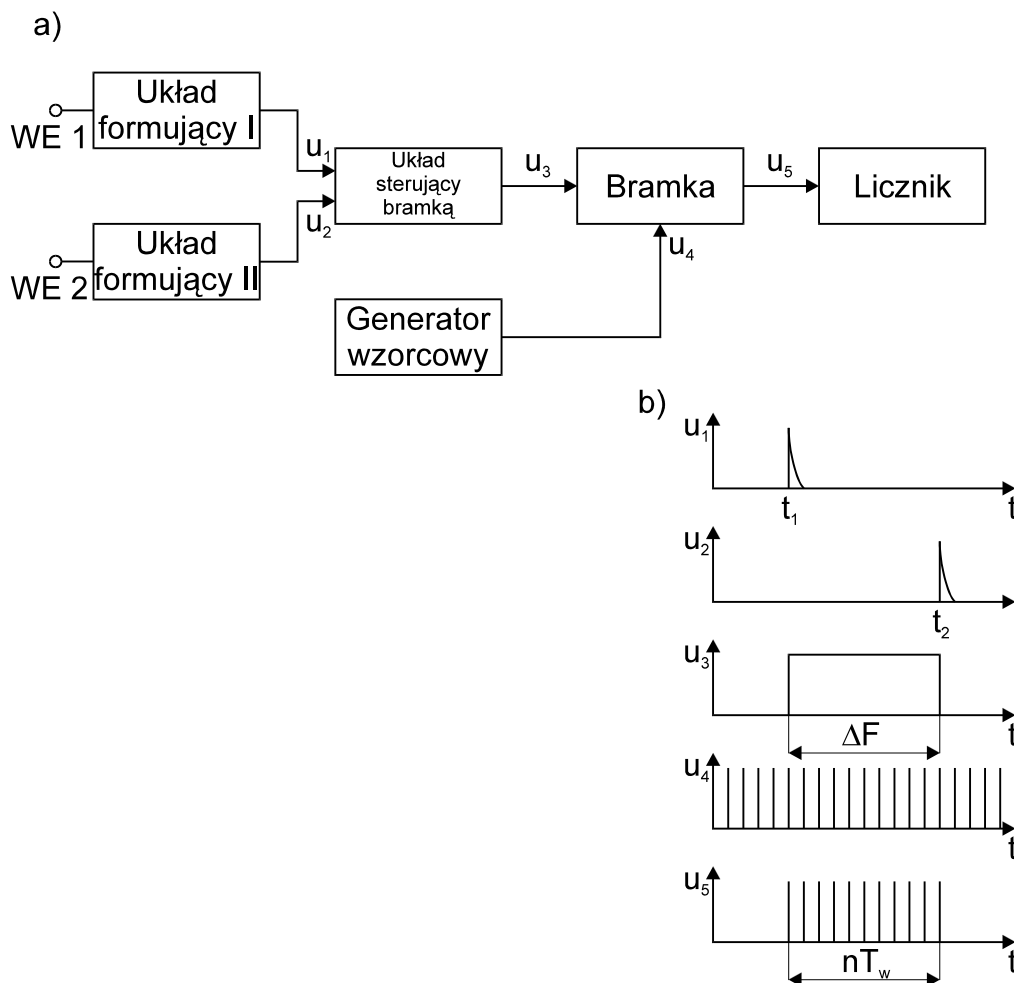 a)
Układ
formujący I
WE 1
u1
Układ
sterujący
bramką
u3
Bramka
u5
Licznik
u2
u4
Układ
formujący II
WE 2
Generator
wzorcowy
b)
u1
t1
t
u2
t2
t
u3
ΔF
t
u4
t
u5
nTw
t